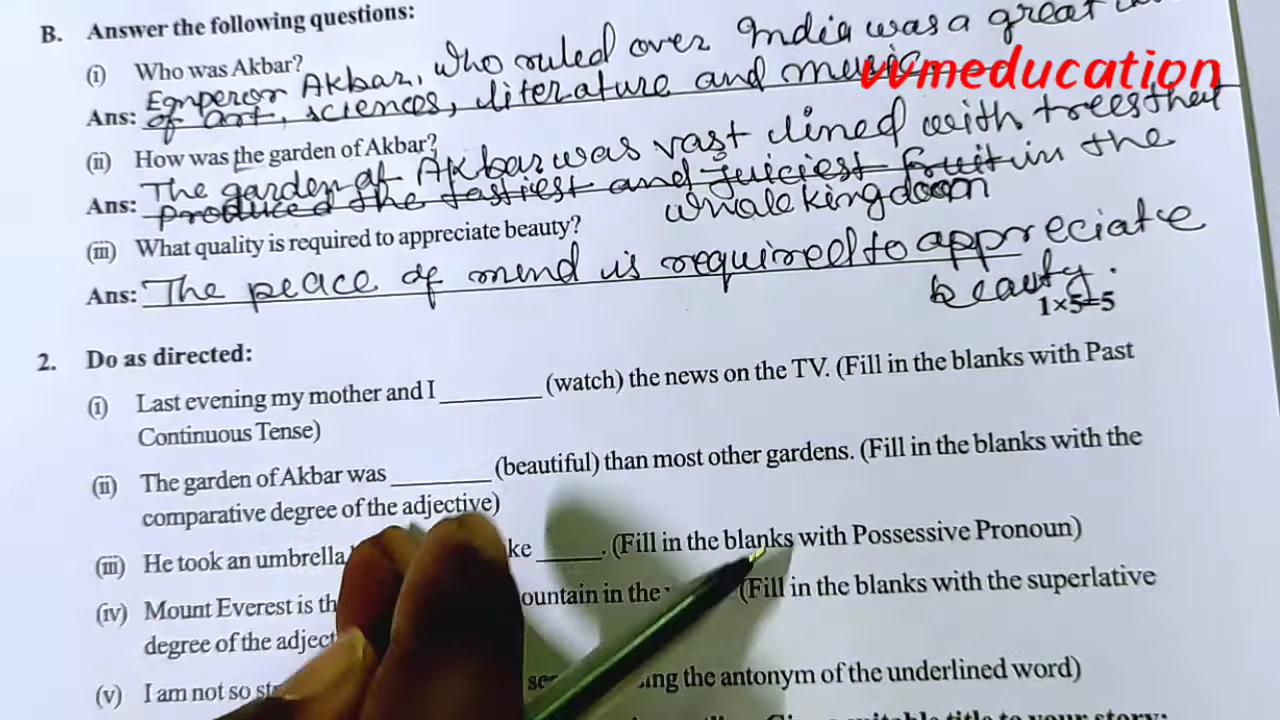 B. Answer the following questions:
(i) Who was Akbar?
Emperor Akbar, who ruled over India was a great
Ans: of art, sciences, literature and music
vvmeducation
(ii) How was the garden of Akbar?
The garden of Akbar was vast lined with trees that
Ans: produced the tastiest and juiciest fruit in the
whole kingdoom
(iii) What quality is required to appreciate beauty?
Ans: The peace of mind is required to appreciate
beauty.
1×5=5
2. Do as directed:
(i) Last evening my mother and I ________ (watch) the news on the TV. (Fill in the blanks with Past
Continuous Tense)
(ii) The garden of Akbar was ________ (beautiful) than most other gardens. (Fill in the blanks with the
comparative degree of the adjective)
(iii) He took an umbrella ke _____. (Fill in the blanks with Possessive Pronoun)
(iv) Mount Everest is ountain in the (Fill in the blanks with the superlative
degree of the
(v) I am not so the antonym of the underlined word)
title to your story: